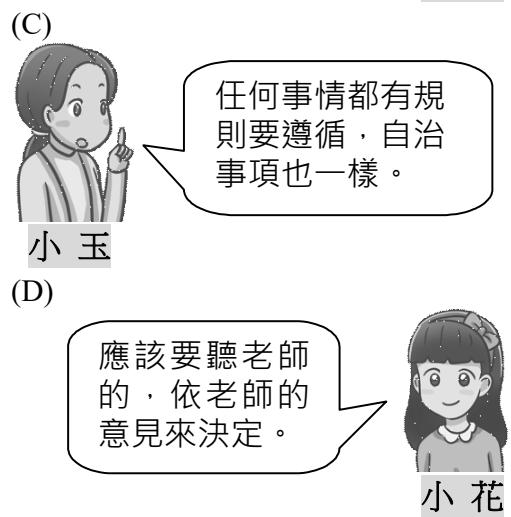 (C)
任何事情都有規
則要遵循，自治
事項也一樣。
小玉
(D)
應該要聽老師
的，依老師的
意見來決定。
小花